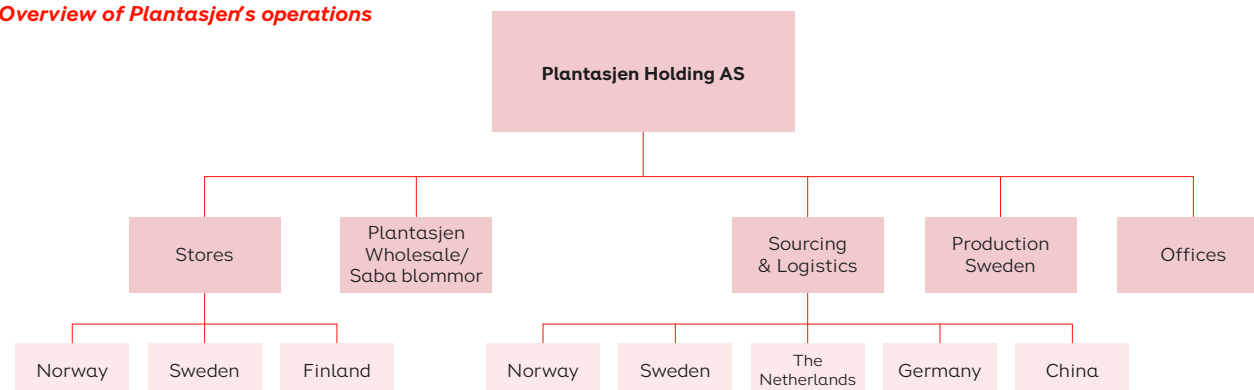 Overview of Plantasjen's operations
Plantasjen Holding AS
Stores
Plantasjen
Wholesale/
Saba blommor
Sourcing
& Logistics
Production
Sweden
Offices
Norway
Sweden
Finland
Norway
Sweden
The
Netherlands
Germany
China